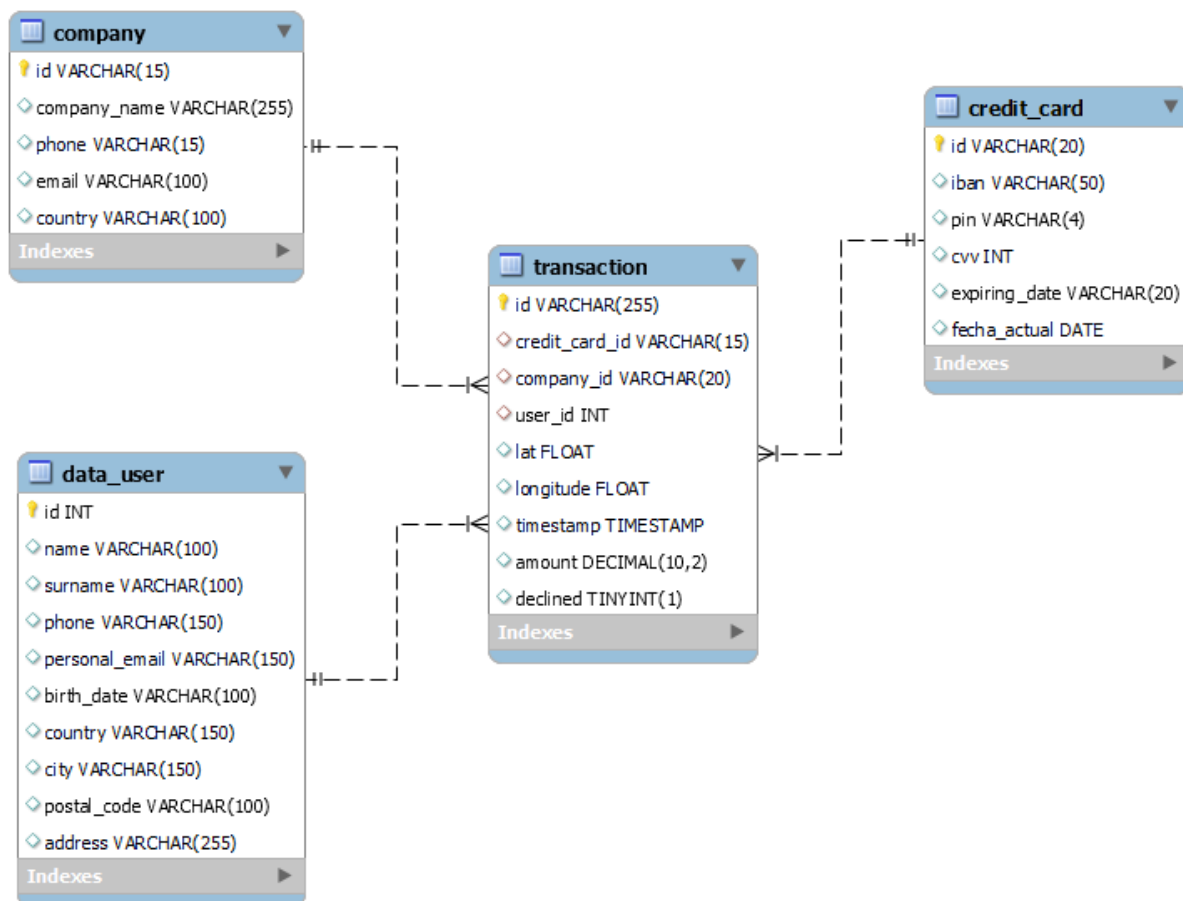 company
id VARCHAR(15)
company_name VARCHAR(255)
phone VARCHAR(15)
email VARCHAR(100)
country VARCHAR(100)
Indexes
data_user
id INT
name VARCHAR(100)
surname VARCHAR(100)
phone VARCHAR(150)
personal_email VARCHAR(150)
birth_date VARCHAR(100)
country VARCHAR(150)
city VARCHAR(150)
postal_code VARCHAR(100)
address VARCHAR(255)
Indexes
transaction
id VARCHAR(255)
credit_card_id VARCHAR(15)
company_id VARCHAR(20)
user_id INT
lat FLOAT
longitude FLOAT
timestamp TIMESTAMP
amount DECIMAL(10,2)
declined TINYINT(1)
Indexes
credit_card
id VARCHAR(20)
iban VARCHAR(50)
pin VARCHAR(4)
cvv INT
expiring_date VARCHAR(20)
fecha_actual DATE
Indexes